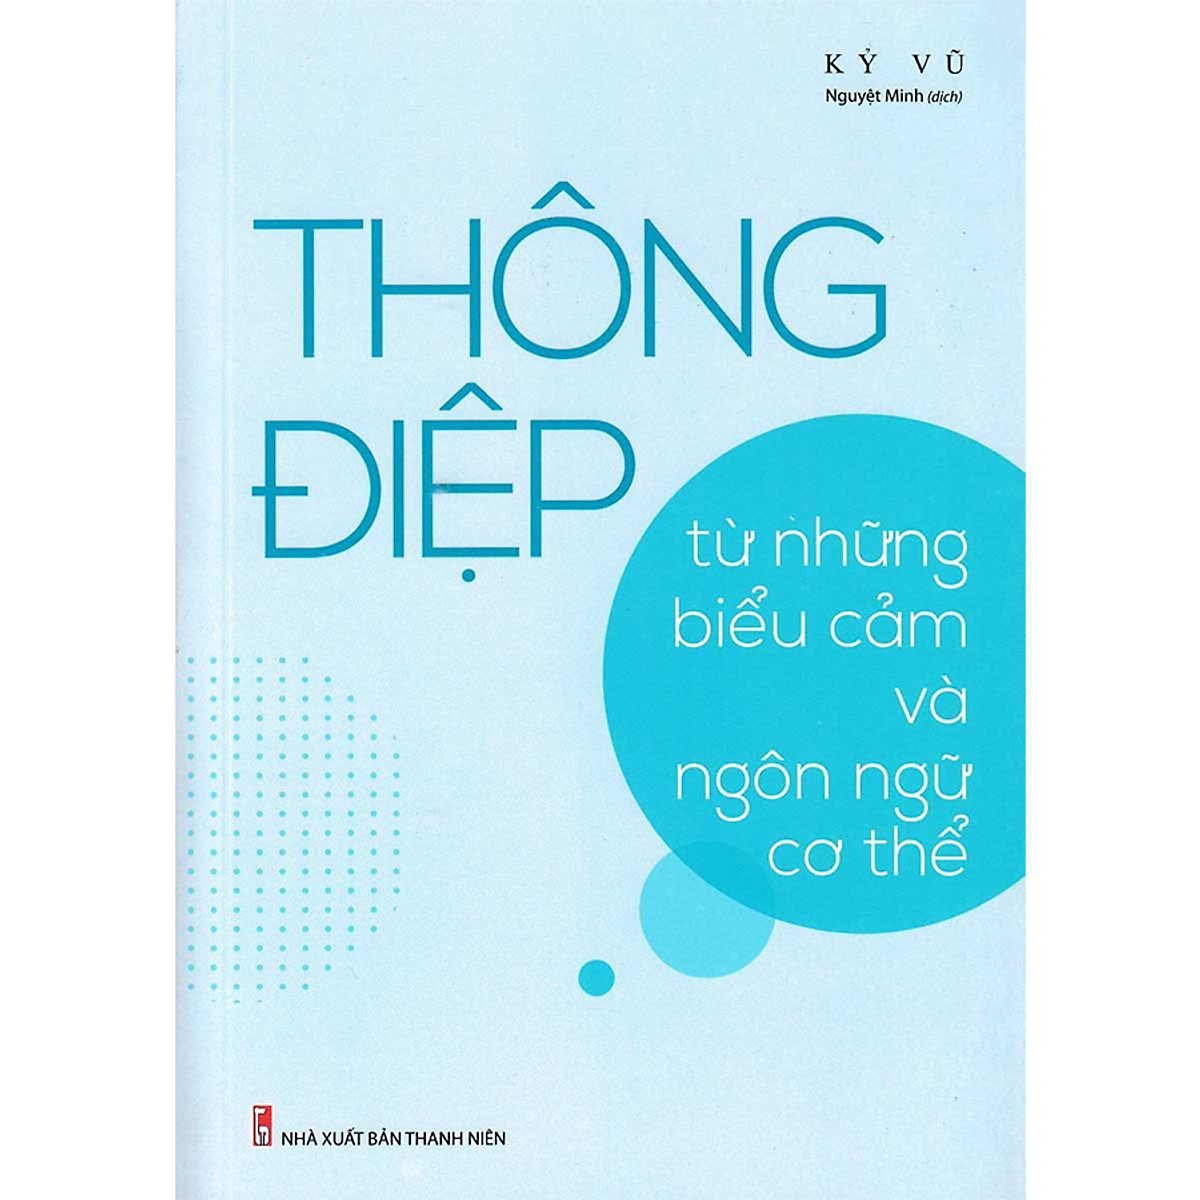 KỶ VŨ
Nguyệt Minh (dịch)
THÔNG
ĐIỆP
từ những
biểu cảm
và
ngôn ngữ
cơ thể
NHÀ XUẤT BẢN THANH NIÊN